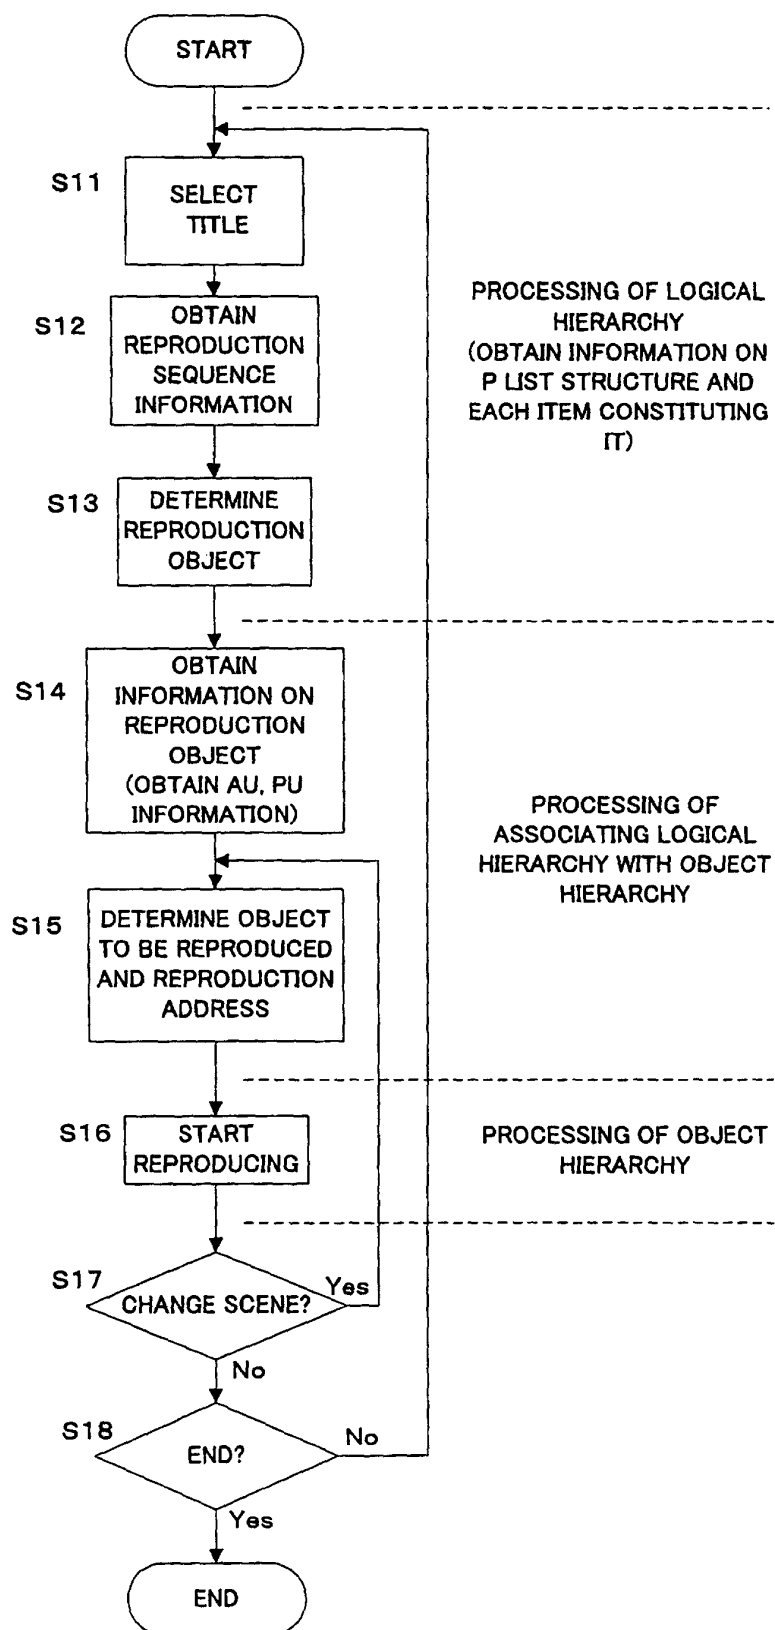 START
S11
SELECT
TITLE
S12
OBTAIN
REPRODUCTION
SEQUENCE
INFORMATION
PROCESSING OF LOGICAL
HIERARCHY
(OBTAIN INFORMATION ON
P LIST STRUCTURE AND
EACH ITEM CONSTITUTING
IT)
S13
DETERMINE
REPRODUCTION
OBJECT
S14
OBTAIN
INFORMATION ON
REPRODUCTION
OBJECT
(OBTAIN AU, PU
INFORMATION)
PROCESSING OF
ASSOCIATING LOGICAL
HIERARCHY WITH OBJECT
HIERARCHY
S15
DETERMINE OBJECT
TO BE REPRODUCED
AND REPRODUCTION
ADDRESS
S16
START
REPRODUCING
PROCESSING OF OBJECT
HIERARCHY
S17
CHANGE SCENE?
Yes
No
S18
END?
No
Yes
END